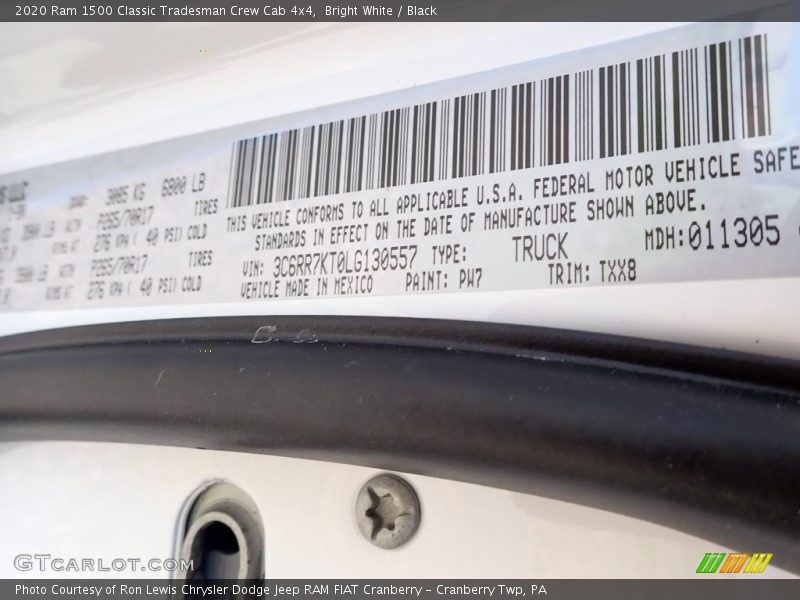 2020 Ram 1500 Classic Tradesman Crew Cab 4x4, Bright White / Black
LLC
3085 KG 6800 LB
P265/70R17 TIRES
276 KPA ( 40 PSI) COLD
P265/70R17 TIRES
276 KPA ( 40 PSI) COLD
THIS VEHICLE CONFORMS TO ALL APPLICABLE U.S.A. FEDERAL MOTOR VEHICLE SAFE
STANDARDS IN EFFECT ON THE DATE OF MANUFACTURE SHOWN ABOVE.
VIN: 3C6RR7KT0LG130557 TYPE: TRUCK MDH:011305
VEHICLE MADE IN MEXICO PAINT: PW7 TRIM: TXX8
GTCARLOT.COM
Photo Courtesy of Ron Lewis Chrysler Dodge Jeep RAM FIAT Cranberry – Cranberry Twp, PA